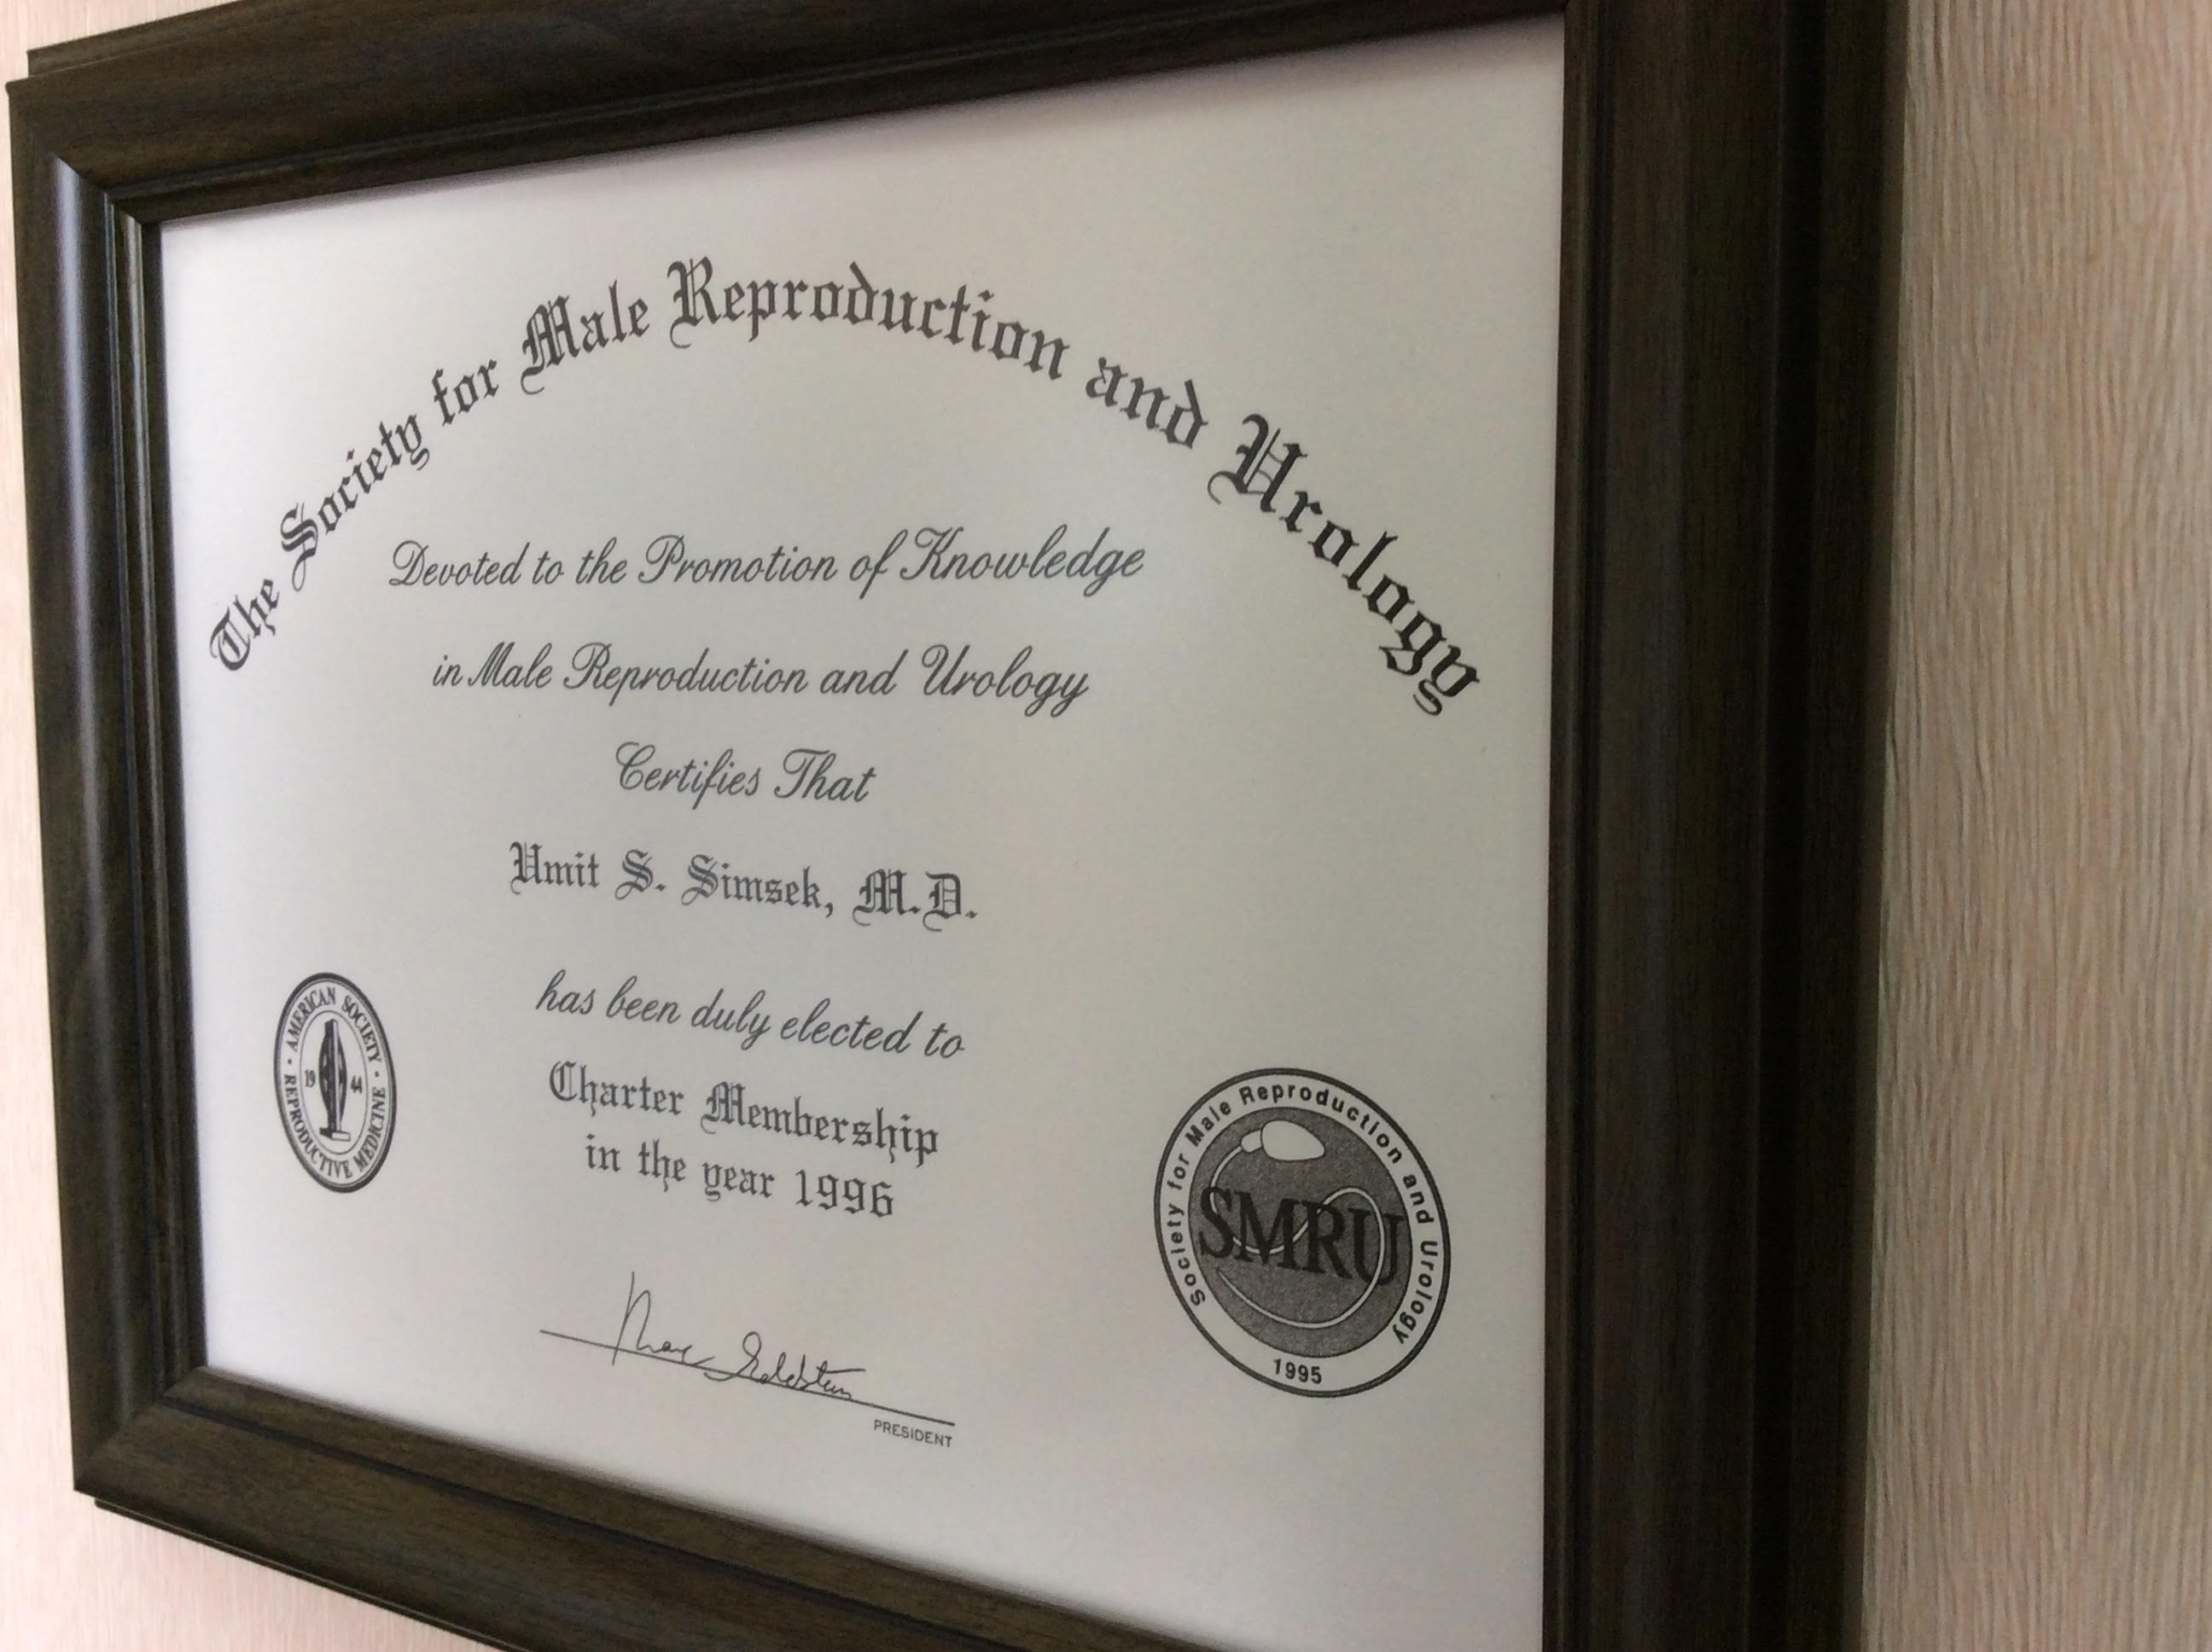 The Society for Male Reproduction and Urology
Devoted to the Promotion of Knowledge
in Male Reproduction and Urology
Certifies That
Umit S. Simsek, M.D.
has been duly elected to
Charter Membership
in the year 1996
AMERICAN SOCIETY
19 44
REPRODUCTIVE MEDICINE
Society for Male Reproduction and Urology
SMRU
1995
Marc Goldstein
PRESIDENT